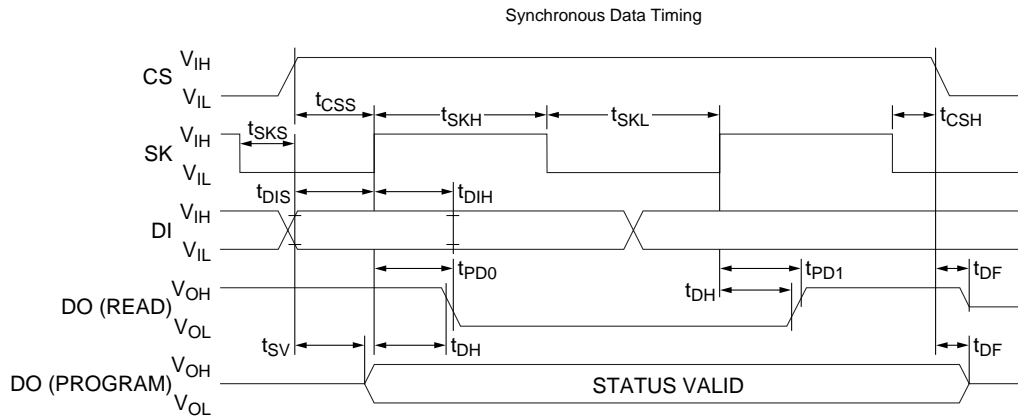 Synchronous Data Timing
CS VIH
VIL
tCSS tSKH tSKL tCSH
SK VIH tSKS
VIL
tDIS tDIH
DI VIH
VIL
tPD0 tPD1 tDF
DO (READ) VOH tDH
VOL
tSV tDH tDF
DO (PROGRAM) VOH STATUS VALID
VOL